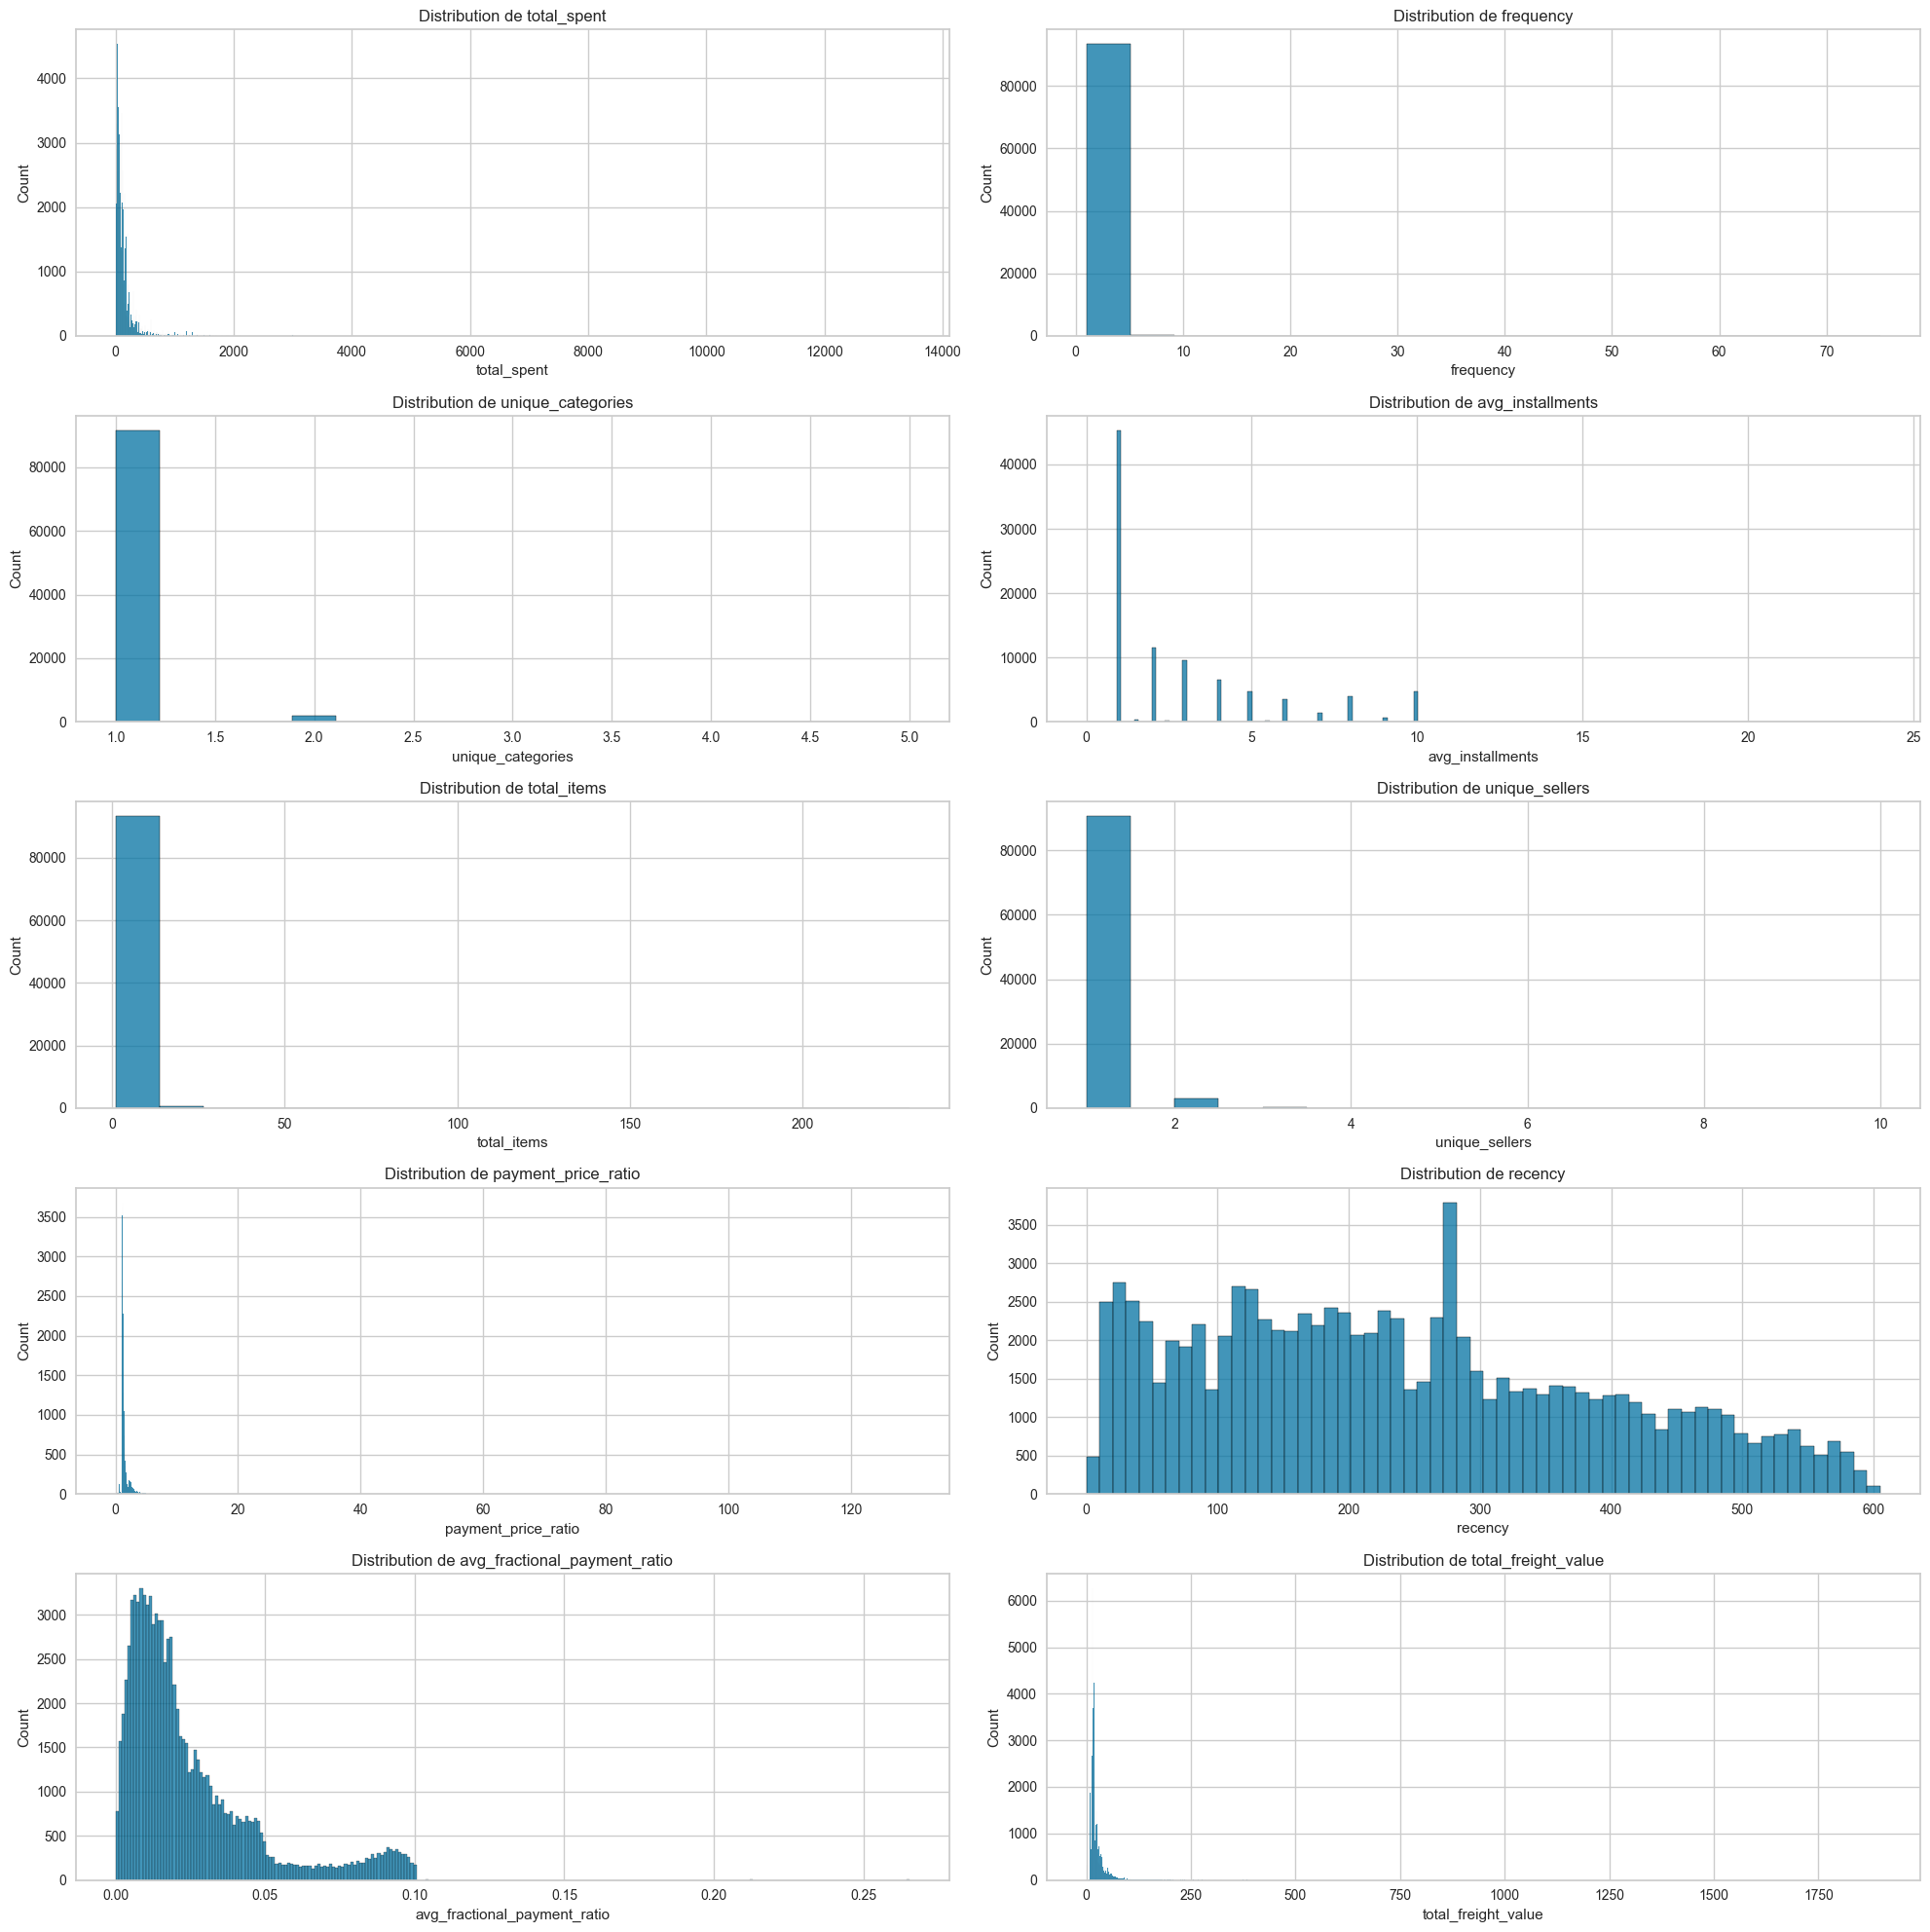 Distribution de total_spent
Count
4000
3000
2000
1000
0
0 2000 4000 6000 8000 10000 12000 14000
total_spent
Distribution de frequency
Count
80000
60000
40000
20000
0
0 10 20 30 40 50 60 70
frequency
Distribution de unique_categories
Count
80000
60000
40000
20000
0
1.0 1.5 2.0 2.5 3.0 3.5 4.0 4.5 5.0
unique_categories
Distribution de avg_installments
Count
40000
30000
20000
10000
0
0 5 10 15 20 25
avg_installments
Distribution de total_items
Count
80000
60000
40000
20000
0
0 50 100 150 200
total_items
Distribution de unique_sellers
Count
80000
60000
40000
20000
0
2 4 6 8 10
unique_sellers
Distribution de payment_price_ratio
Count
3500
3000
2500
2000
1500
1000
500
0
0 20 40 60 80 100 120
payment_price_ratio
Distribution de recency
Count
3500
3000
2500
2000
1500
1000
500
0
0 100 200 300 400 500 600
recency
Distribution de avg_fractional_payment_ratio
Count
3000
2500
2000
1500
1000
500
0
0.00 0.05 0.10 0.15 0.20 0.25
avg_fractional_payment_ratio
Distribution de total_freight_value
Count
6000
5000
4000
3000
2000
1000
0
0 250 500 750 1000 1250 1500 1750
total_freight_value